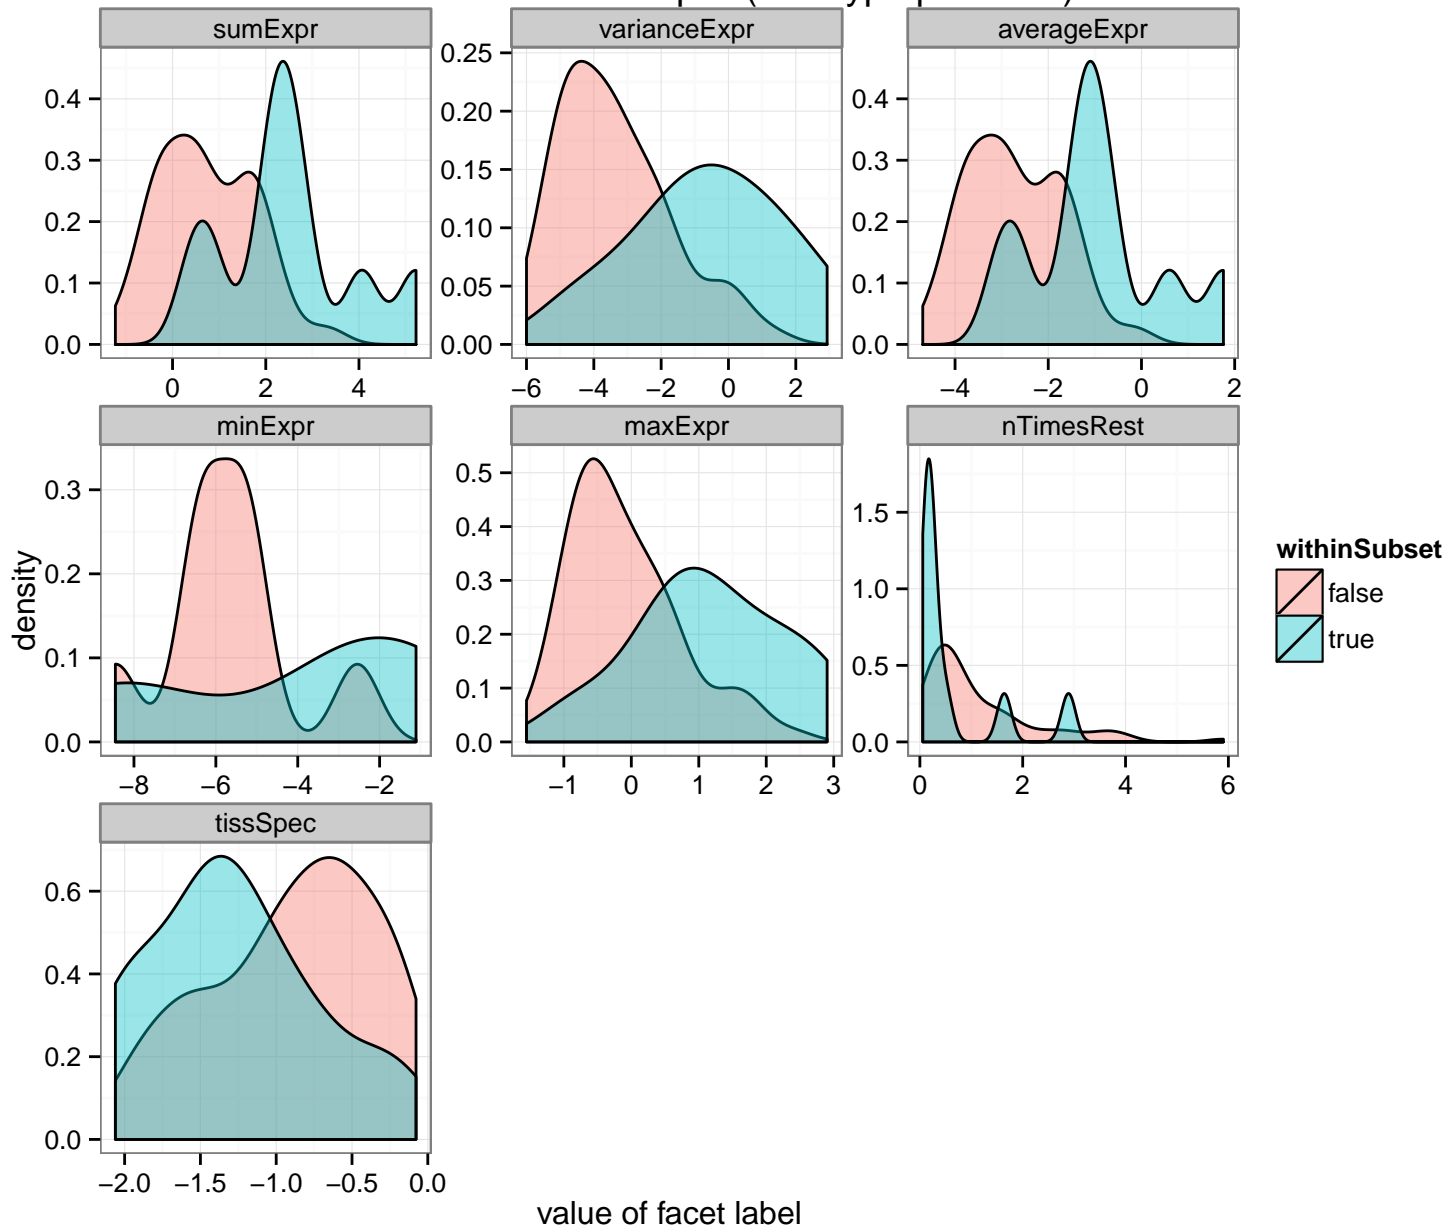 sumExpr varianceExpr averageExpr
0.4
0.3
0.2
0.1
0.0
0 2 4
0.25
0.20
0.15
0.10
0.05
0.00
−6 −4 −2 0 2
0.4
0.3
0.2
0.1
0.0
−4 −2 0 2
minExpr maxExpr nTimesRest
0.3
0.2
0.1
0.0
−8 −6 −4 −2
0.5
0.4
0.3
0.2
0.1
0.0
−1 0 1 2 3
1.5
1.0
0.5
0.0
0 2 4 6
tissSpec
0.6
0.4
0.2
0.0
−2.0 −1.5 −1.0 −0.5 0.0
density
value of facet label
withinSubset
false
true